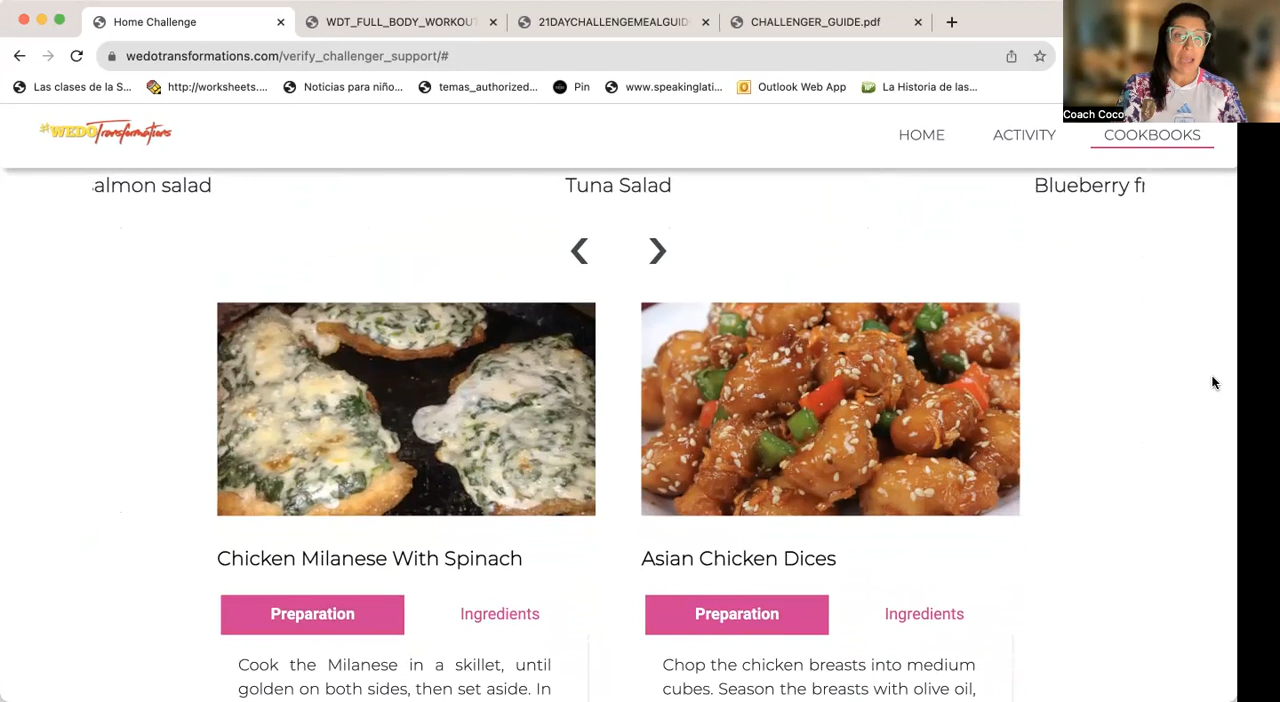 Home Challenge
WDT_FULL_BODY_WORKOUT
21DAYCHALLENGEMEALGUID
CHALLENGER_GUIDE.pdf
wedotransformations.com/verify_challenger_support/#
Las clases de la S...
http://worksheets....
Noticias para niño...
temas_authorized...
Pin
www.speakinglati...
Outlook Web App
La Historia de las...
Coach Coco
#WEDOTransformations
HOME
ACTIVITY
COOKBOOKS
almon salad
Tuna Salad
Blueberry fr
Chicken Milanese With Spinach
Asian Chicken Dices
Preparation
Ingredients
Preparation
Ingredients
Cook the Milanese in a skillet, until
golden on both sides, then set aside. In
Chop the chicken breasts into medium
cubes. Season the breasts with olive oil,